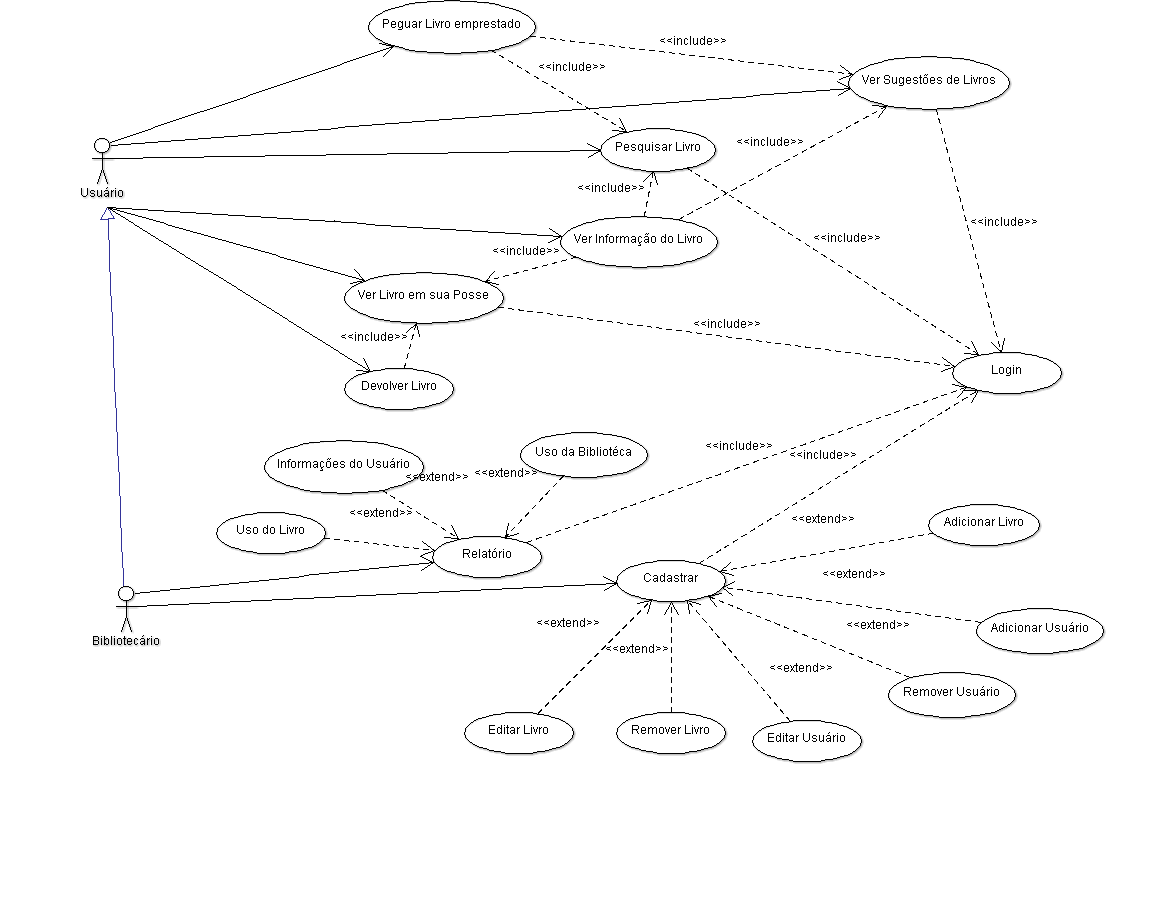 Peguar Livro emprestado
<<include>>
<<include>>
Ver Sugestões de Livros
<<include>>
Pesquisar Livro
<<include>>
Usuário
<<include>>
Ver Informação do Livro
<<include>>
<<include>>
Ver Livro em sua Posse
<<include>>
<<include>>
Login
Devolver Livro
<<include>>
Uso da Bibliotéca
<<include>>
Informações do Usuário
<<extend>>
<<extend>>
<<extend>>
<<extend>>
Adicionar Livro
Uso do Livro
Relatório
<<extend>>
Cadastrar
<<extend>>
<<extend>>
Adicionar Usuário
Bibliotecário
<<extend>>
<<extend>>
Remover Usuário
Editar Livro
Remover Livro
Editar Usuário